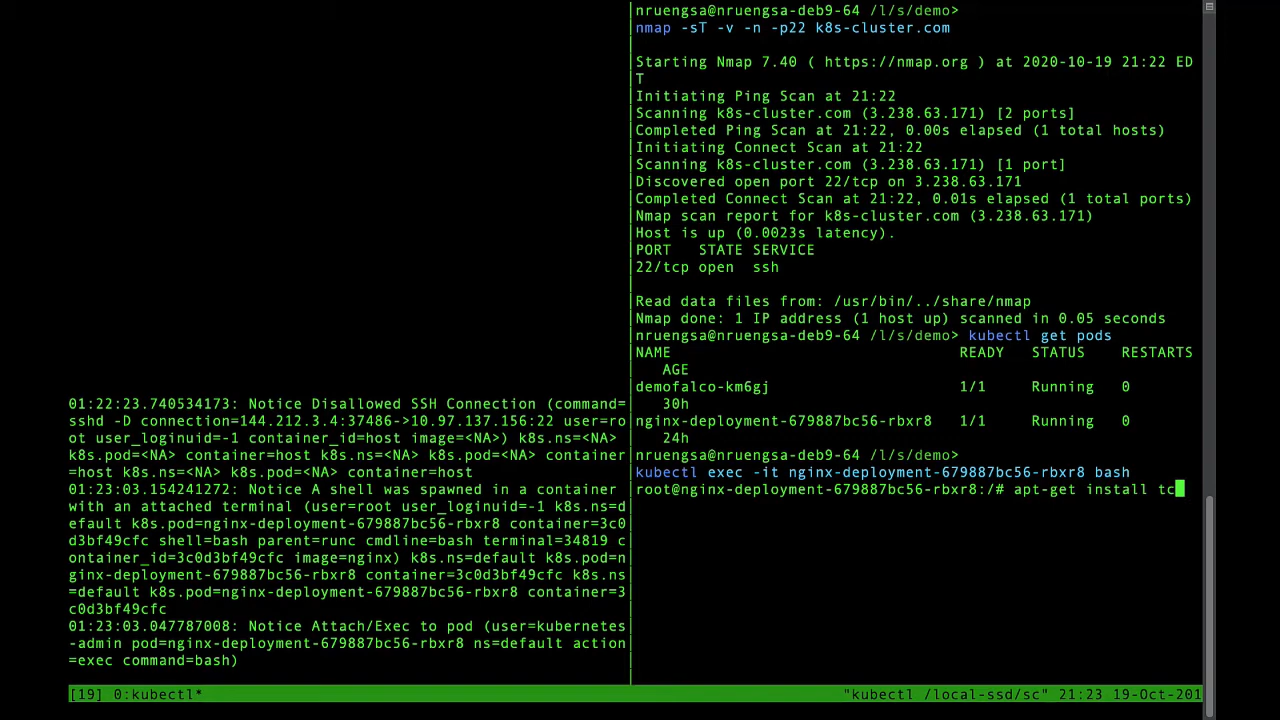 01:22:23.740534173: Notice Disallowed SSH Connection (command=
sshd -D connection=144.212.3.4:37486->10.97.137.156:22 user=ro
ot user_loginuid=-1 container_id=host image=<NA>) k8s.ns=<NA>
k8s.pod=<NA> container=host k8s.ns=<NA> k8s.pod=<NA> container
=host k8s.ns=<NA> k8s.pod=<NA> container=host
01:23:03.154241272: Notice A shell was spawned in a container
with an attached terminal (user=root user_loginuid=-1 k8s.ns=d
efault k8s.pod=nginx-deployment-679887bc56-rbxr8 container=3c0
d3bf49cfc shell=bash parent=runc cmdline=bash terminal=34819 c
ontainer_id=3c0d3bf49cfc image=nginx) k8s.ns=default k8s.pod=n
ginx-deployment-679887bc56-rbxr8 container=3c0d3bf49cfc k8s.ns
=default k8s.pod=nginx-deployment-679887bc56-rbxr8 container=3
c0d3bf49cfc
01:23:03.047787008: Notice Attach/Exec to pod (user=kubernetes
-admin pod=nginx-deployment-679887bc56-rbxr8 ns=default action
=exec command=bash)
nruengsa@nruengsa-deb9-64 /l/s/demo>
nmap -sT -v -n -p22 k8s-cluster.com
Starting Nmap 7.40 ( https://nmap.org ) at 2020-10-19 21:22 ED
T
Initiating Ping Scan at 21:22
Scanning k8s-cluster.com (3.238.63.171) [2 ports]
Completed Ping Scan at 21:22, 0.00s elapsed (1 total hosts)
Initiating Connect Scan at 21:22
Scanning k8s-cluster.com (3.238.63.171) [1 port]
Discovered open port 22/tcp on 3.238.63.171
Completed Connect Scan at 21:22, 0.01s elapsed (1 total ports)
Nmap scan report for k8s-cluster.com (3.238.63.171)
Host is up (0.0023s latency).
PORT   STATE SERVICE
22/tcp open  ssh
Read data files from: /usr/bin/../share/nmap
Nmap done: 1 IP address (1 host up) scanned in 0.05 seconds
nruengsa@nruengsa-deb9-64 /l/s/demo> kubectl get pods
NAME                                READY   STATUS    RESTARTS
   AGE
demofalco-km6gj                     1/1     Running   0
   30h
nginx-deployment-679887bc56-rbxr8   1/1     Running   0
   24h
nruengsa@nruengsa-deb9-64 /l/s/demo>
kubectl exec -it nginx-deployment-679887bc56-rbxr8 bash
root@nginx-deployment-679887bc56-rbxr8:/# apt-get install tc
[19] 0:kubectl*
"kubectl /local-ssd/sc" 21:23 19-Oct-201